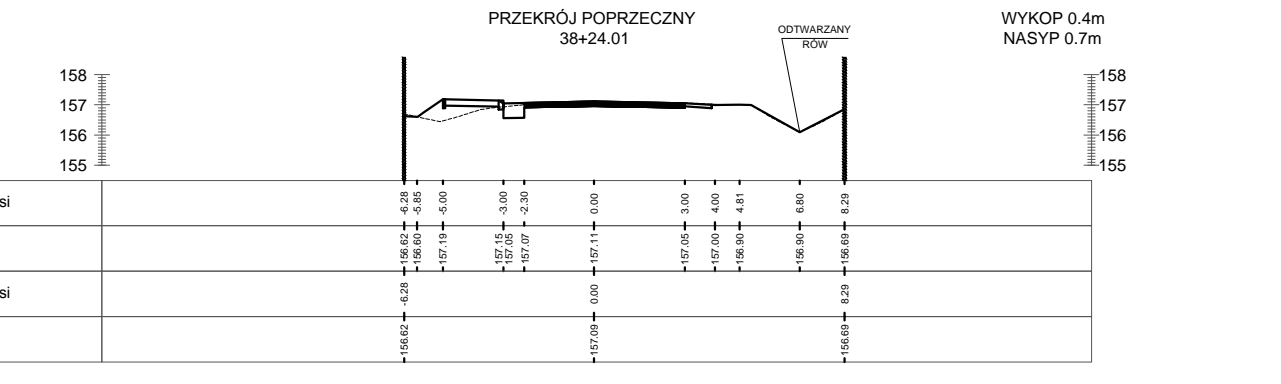 PRZEKRÓJ POPRZECZNY
38+24.01
ODTWARZANY
RÓW
WYKOP 0.4m
NASYP 0.7m
158
157
156
155
158
157
156
155
si
-6.28 -5.85 -5.00 -3.00 -2.30 0.00 3.00 4.00 4.81 6.80 8.29
156.62 156.60 157.19 157.15 157.05 157.07 157.11 157.05 157.00 156.90 156.90 156.69
si
-6.28 0.00 8.29
156.62 157.09 156.69